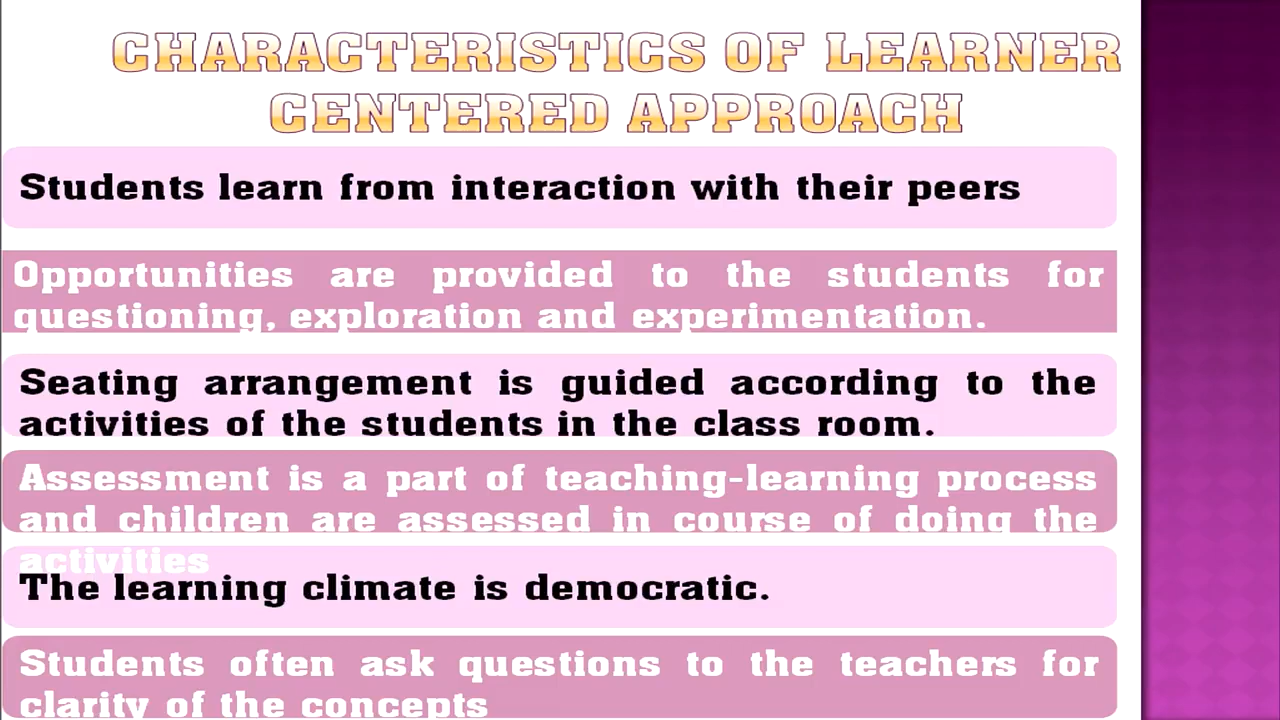 CHARACTERISTICS OF LEARNER
CENTERED APPROACH
Students learn from interaction with their peers
Opportunities are provided to the students for
questioning, exploration and experimentation.
Seating arrangement is guided according to the
activities of the students in the class room.
Assessment is a part of teaching-learning process
and children are assessed in course of doing the
activities
The learning climate is democratic.
Students often ask questions to the teachers for
clarity of the concepts